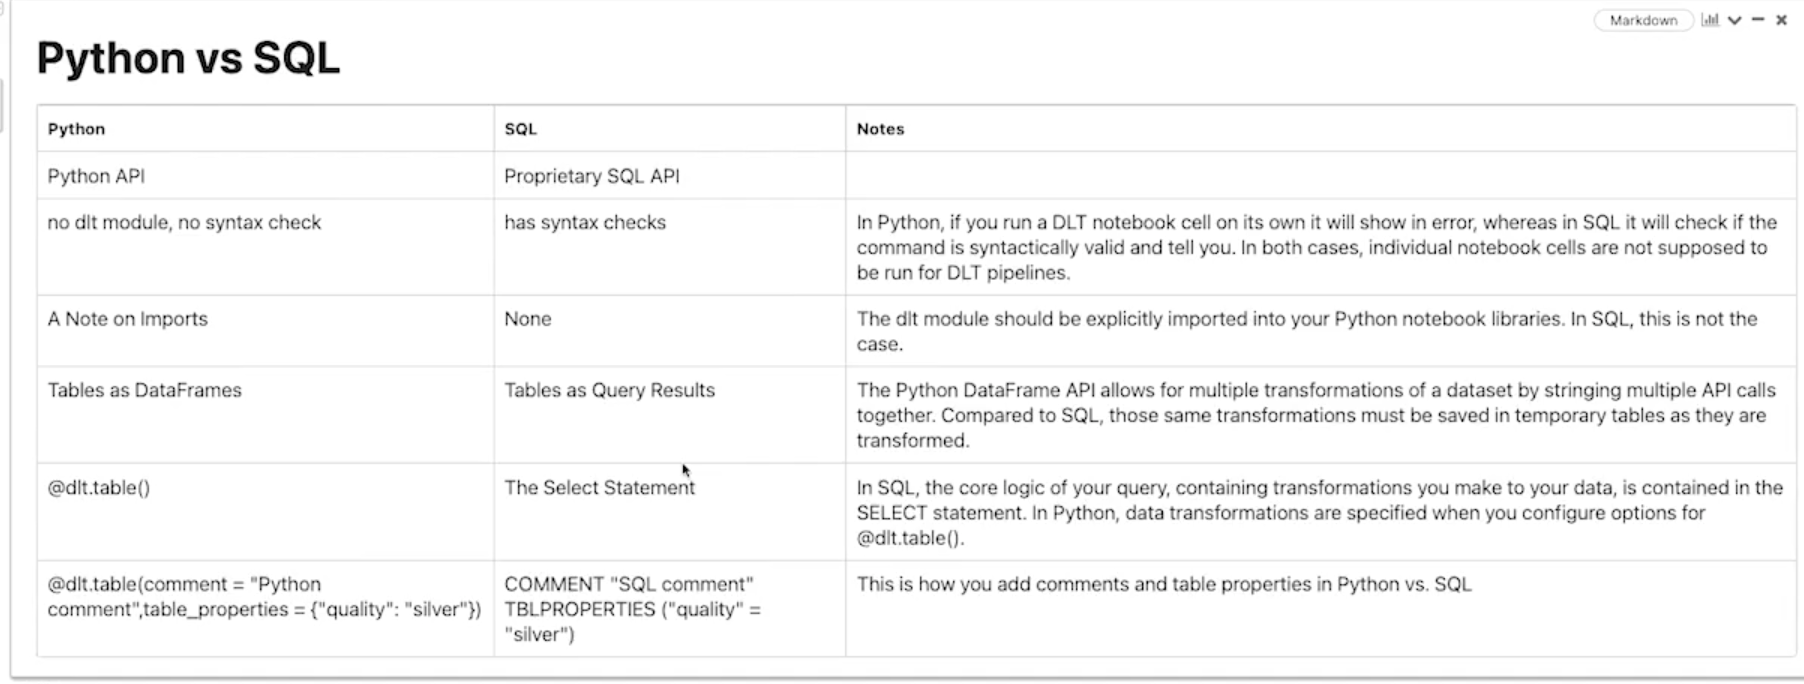 Markdown
Python vs SQL
Python
SQL
Notes
Python API
Proprietary SQL API
no dlt module, no syntax check
has syntax checks
In Python, if you run a DLT notebook cell on its own it will show in error, whereas in SQL it will check if the
command is syntactically valid and tell you. In both cases, individual notebook cells are not supposed to
be run for DLT pipelines.
A Note on Imports
None
The dlt module should be explicitly imported into your Python notebook libraries. In SQL, this is not the
case.
Tables as DataFrames
Tables as Query Results
The Python DataFrame API allows for multiple transformations of a dataset by stringing multiple API calls
together. Compared to SQL, those same transformations must be saved in temporary tables as they are
transformed.
@dlt.table()
The Select Statement
In SQL, the core logic of your query, containing transformations you make to your data, is contained in the
SELECT statement. In Python, data transformations are specified when you configure options for
@dlt.table().
@dlt.table(comment = "Python
comment",table_properties = {"quality": "silver"})
COMMENT "SQL comment"
TBLPROPERTIES ("quality" =
"silver")
This is how you add comments and table properties in Python vs. SQL